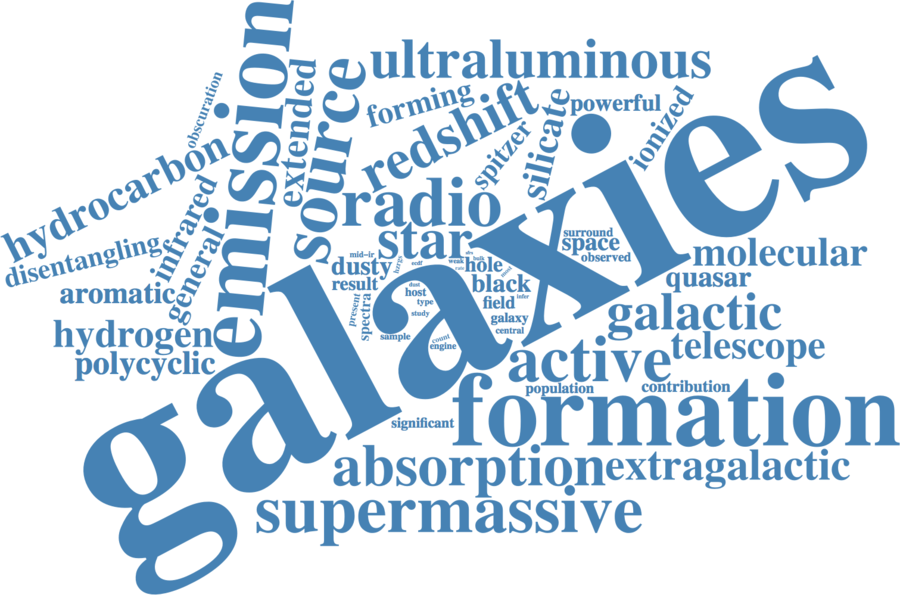 emission
obscuration
extended
source
ultraluminous
forming
redshift
spitzer
silicate
powerful
ionized
galaxies
hydrocarbon
disentangling
infrared
general
aromatic
hydrogen
polycyclic
radio
star
mid-ir
dusty
result
present
spectra
dust
host
type
study
sample
count
engine
weak
bulk
hole
black
field
infer
galaxy
central
surround
space
observed
molecular
quasar
galactic
telescope
active
population
contribution
formation
significant
absorption
extragalactic
supermassive